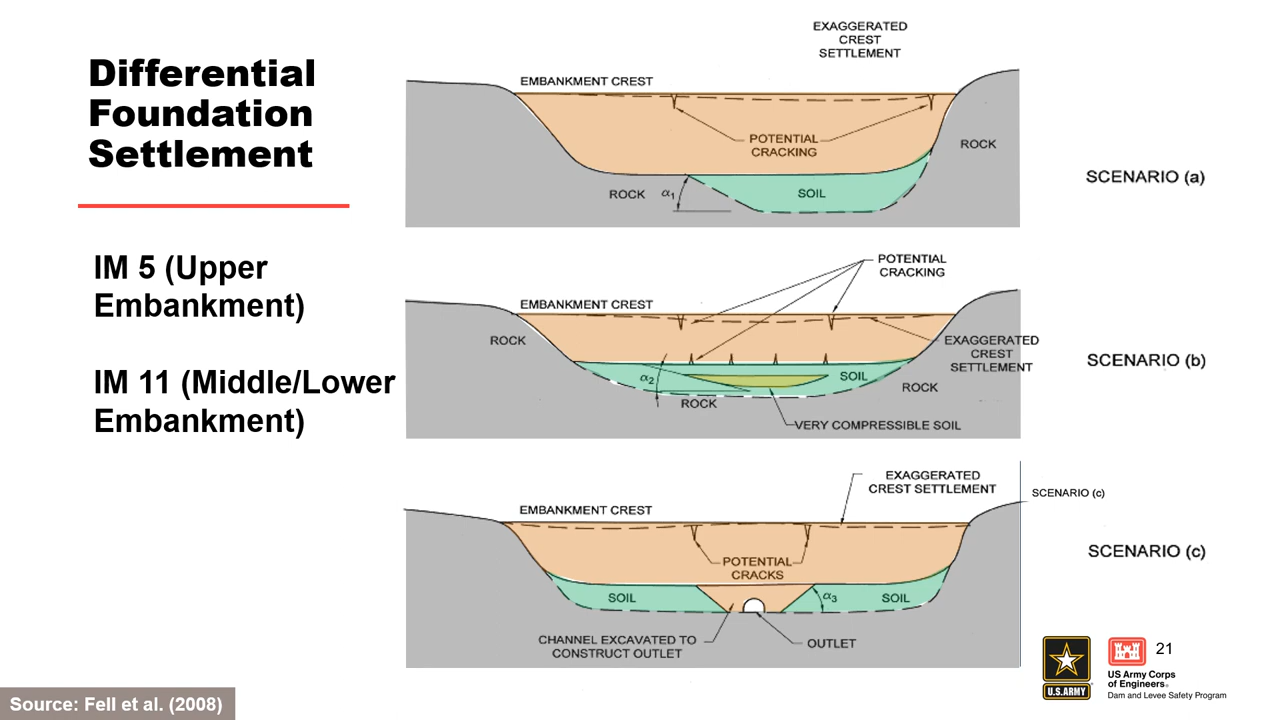 Differential
Foundation
Settlement
IM 5 (Upper
Embankment)
IM 11 (Middle/Lower
Embankment)
EXAGGERATED
CREST
SETTLEMENT
EMBANKMENT CREST
POTENTIAL
CRACKING
ROCK
ROCK
α1
SOIL
SCENARIO (a)
POTENTIAL
CRACKING
EMBANKMENT CREST
ROCK
EXAGGERATED
CREST
SETTLEMENT
α2
SOIL
ROCK
ROCK
VERY COMPRESSIBLE SOIL
SCENARIO (b)
EXAGGERATED
CREST SETTLEMENT
SCENARIO (c)
EMBANKMENT CREST
POTENTIAL
CRACKS
SOIL
α3
SOIL
CHANNEL EXCAVATED TO
CONSTRUCT OUTLET
OUTLET
SCENARIO (c)
U.S.ARMY
21
US Army Corps
of Engineers®
Dam and Levee Safety Program
Source: Fell et al. (2008)